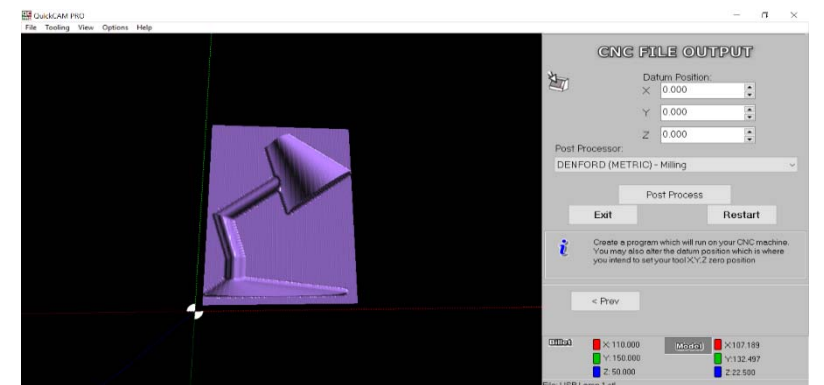 QuickCAM PRO
File Tooling View Options Help
CNC FILE OUTPUT
Datum Position:
X 0.000
Y 0.000
Z 0.000
Post Processor:
DENFORD (METRIC) - Milling
Post Process
Exit Restart
Create a program which will run on your CNC machine.
You may also alter the datum position which is where
you intend to set your tool X,Y,Z zero position
< Prev
Billet X: 110.000 Model X:107.189
Y: 150.000 Y:132.497
Z: 50.000 Z:22.500